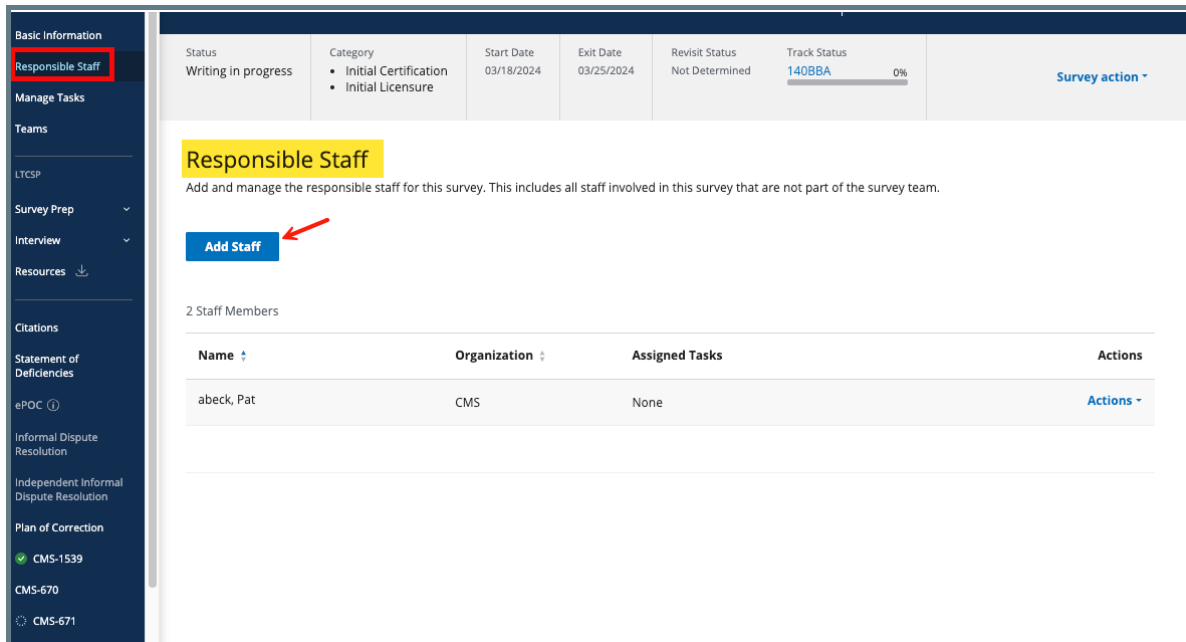 Basic Information
Responsible Staff
Manage Tasks
Teams
LTCSP
Survey Prep
Interview
Resources
Citations
Statement of
Deficiencies
ePOC
Informal Dispute
Resolution
Independent Informal
Dispute Resolution
Plan of Correction
CMS-1539
CMS-670
CMS-671
Status
Writing in progress
Category
• Initial Certification
• Initial Licensure
Start Date
03/18/2024
Exit Date
03/25/2024
Revisit Status
Not Determined
Track Status
140BBA 0%
Survey action
Responsible Staff
Add and manage the responsible staff for this survey. This includes all staff involved in this survey that are not part of the survey team.
Add Staff
2 Staff Members
Name Organization Assigned Tasks Actions
abeck, Pat CMS None Actions